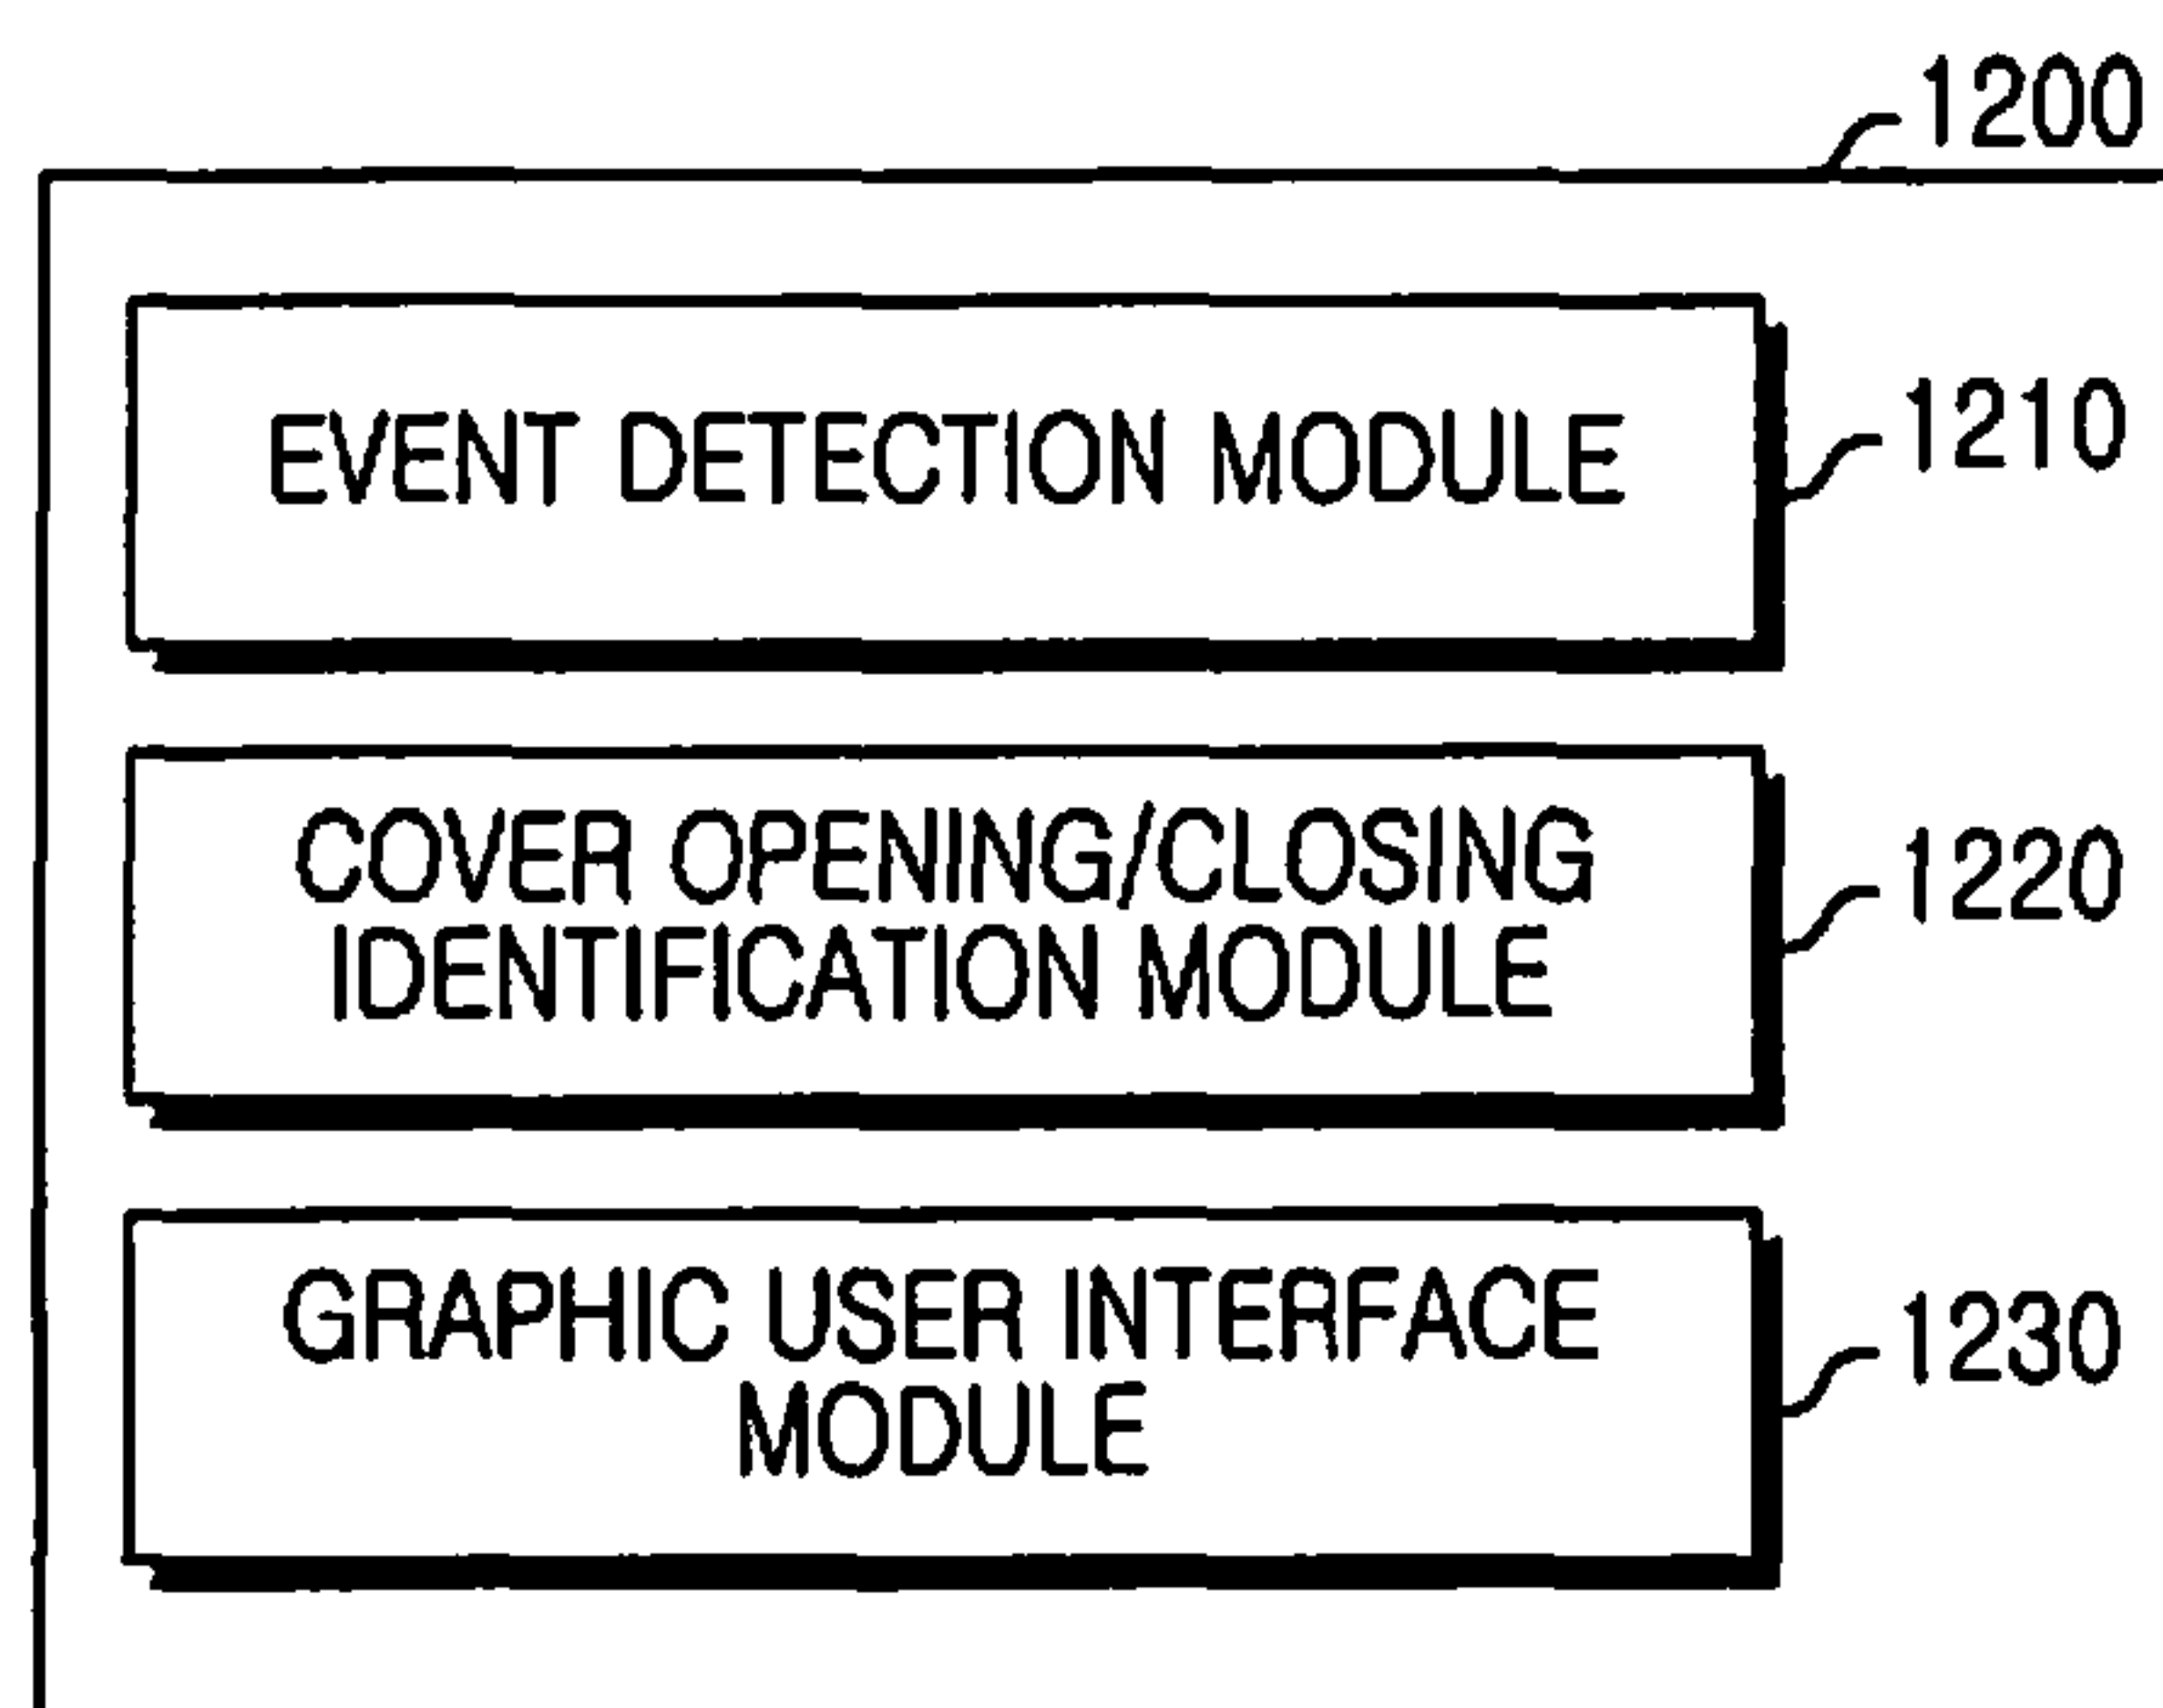 1200
EVENT DETECTION MODULE
1210
COVER OPENING/CLOSING
IDENTIFICATION MODULE
1220
GRAPHIC USER INTERFACE
MODULE
1230